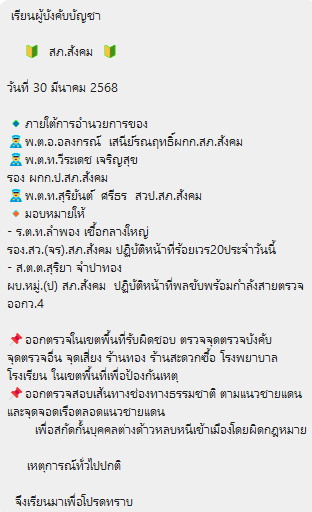 เรียนผู้บังคับบัญชา
🔰 สภ.สังคม 🔰
วันที่ 30 มีนาคม 2568
🔹ภายใต้การอำนวยการของ
👮พ.ต.อ.อลงกรณ์ เสนีย์รณฤทธิ์ผกก.สภ.สังคม
👮พ.ต.ท.วีระเดช เจริญสุข
รอง ผกก.ป.สภ.สังคม
👮พ.ต.ท.สุริยันต์ ศรีธร สวป.สภ.สังคม
🔸มอบหมายให้
- ร.ต.ท.ลำพอง เชื้อกลางใหญ่
รอง.สว.(จร).สภ.สังคม ปฏิบัติหน้าที่ร้อยเวร20ประจำวันนี้
- ส.ต.ต.สุริยา จำปาทอง
ผบ.หมู่.(ป) สภ.สังคม ปฏิบัติหน้าที่พลขับพร้อมกำลังสายตรวจ
ออกว.4
📌ออกตรวจในเขตพื้นที่รับผิดชอบ ตรวจจุดตรวจบังคับ
จุดตรวจอื่น จุดเสี่ยง ร้านทอง ร้านสะดวกซื้อ โรงพยาบาล
โรงเรียน ในเขตพื้นที่เพื่อป้องกันเหตุ
📌ออกตรวจสอบเส้นทางช่องทางธรรมชาติ ตามแนวชายแดน
และจุดจอดเรือตลอดแนวชายแดน
เพื่อสกัดกั้นบุคคลต่างด้าวหลบหนีเข้าเมืองโดยผิดกฎหมาย
เหตุการณ์ทั่วไปปกติ
จึงเรียนมาเพื่อโปรดทราบ